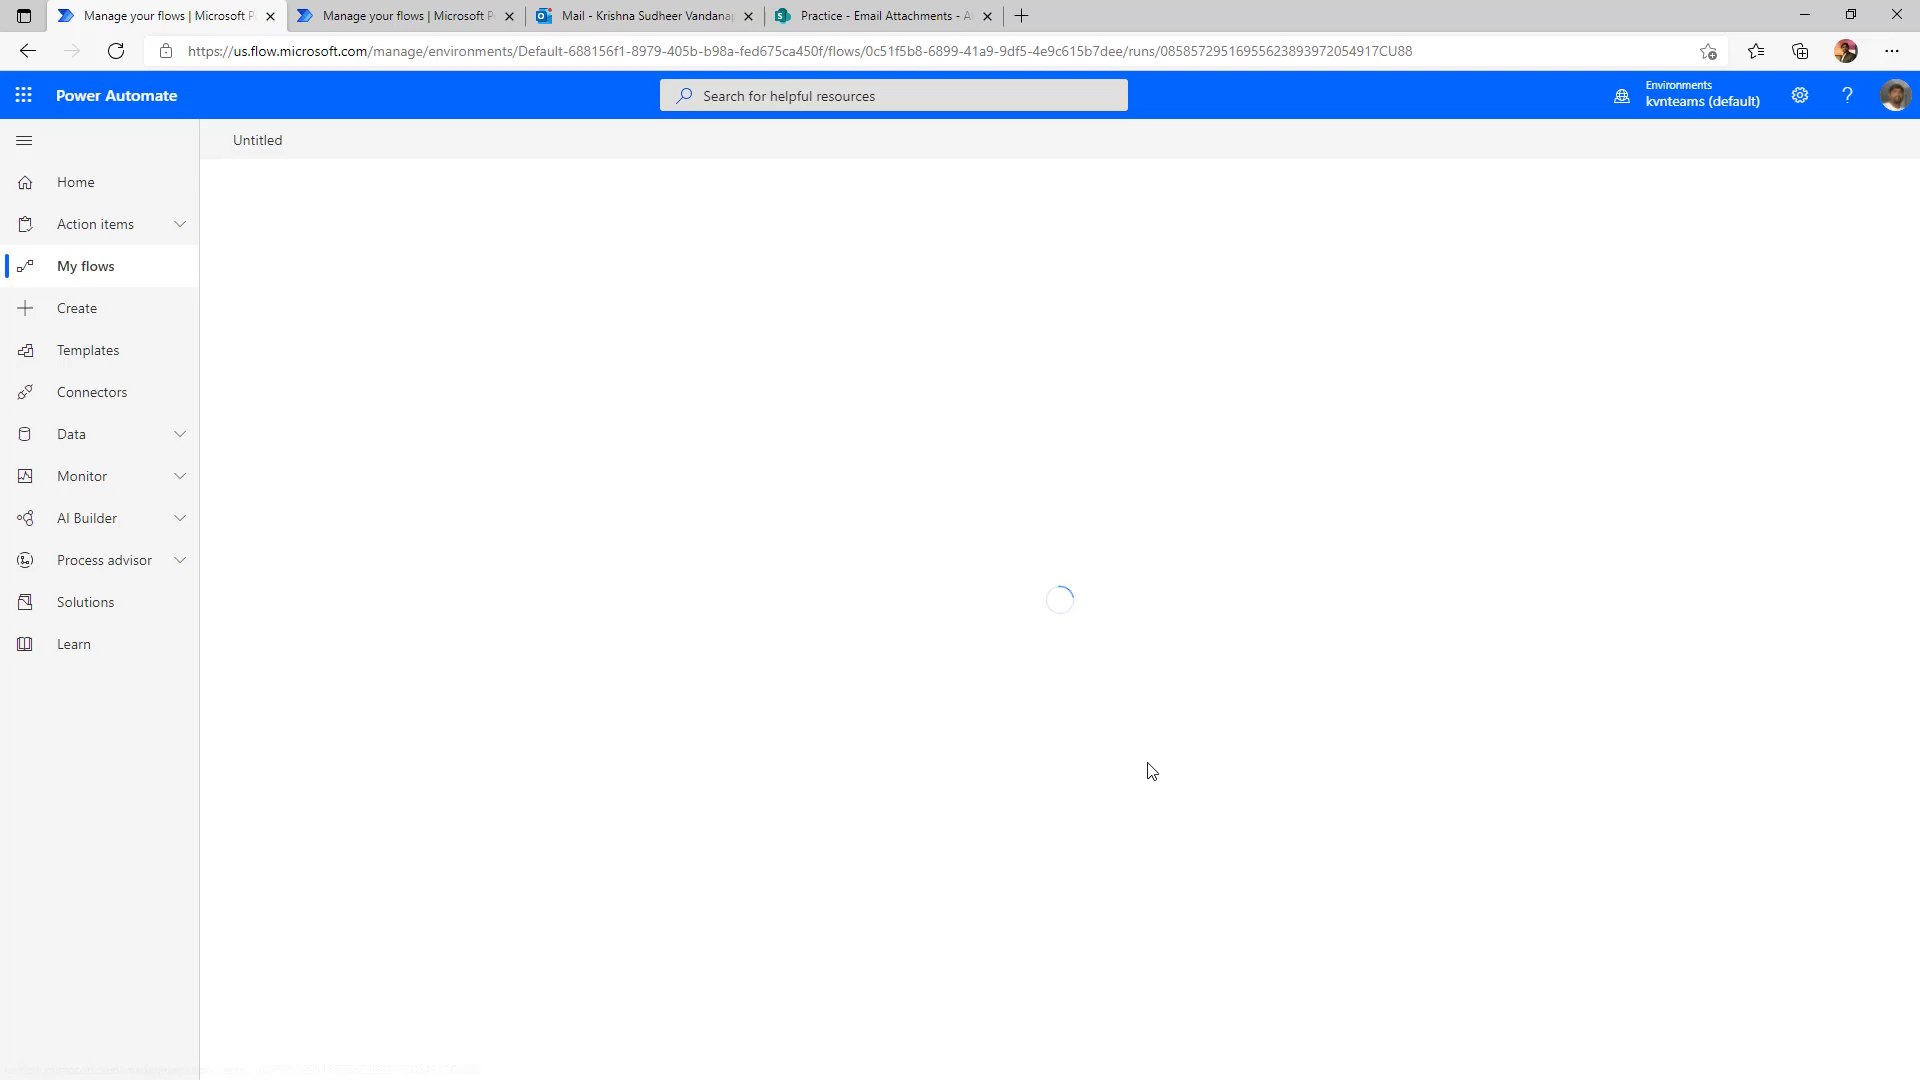 Manage your flows | Microsoft P
Manage your flows | Microsoft P
Mail - Krishna Sudheer Vandana
Practice - Email Attachments - A
https://us.flow.microsoft.com/manage/environments/Default-688156f1-8979-405b-b98a-fed675ca450f/flows/0c51f5b8-6899-41a9-9df5-4e9c615b7dee/runs/08585729516955623893972054917CU88
Power Automate
Search for helpful resources
Environments
kvnteams (default)
Untitled
Home
Action items
My flows
Create
Templates
Connectors
Data
Monitor
AI Builder
Process advisor
Solutions
Learn